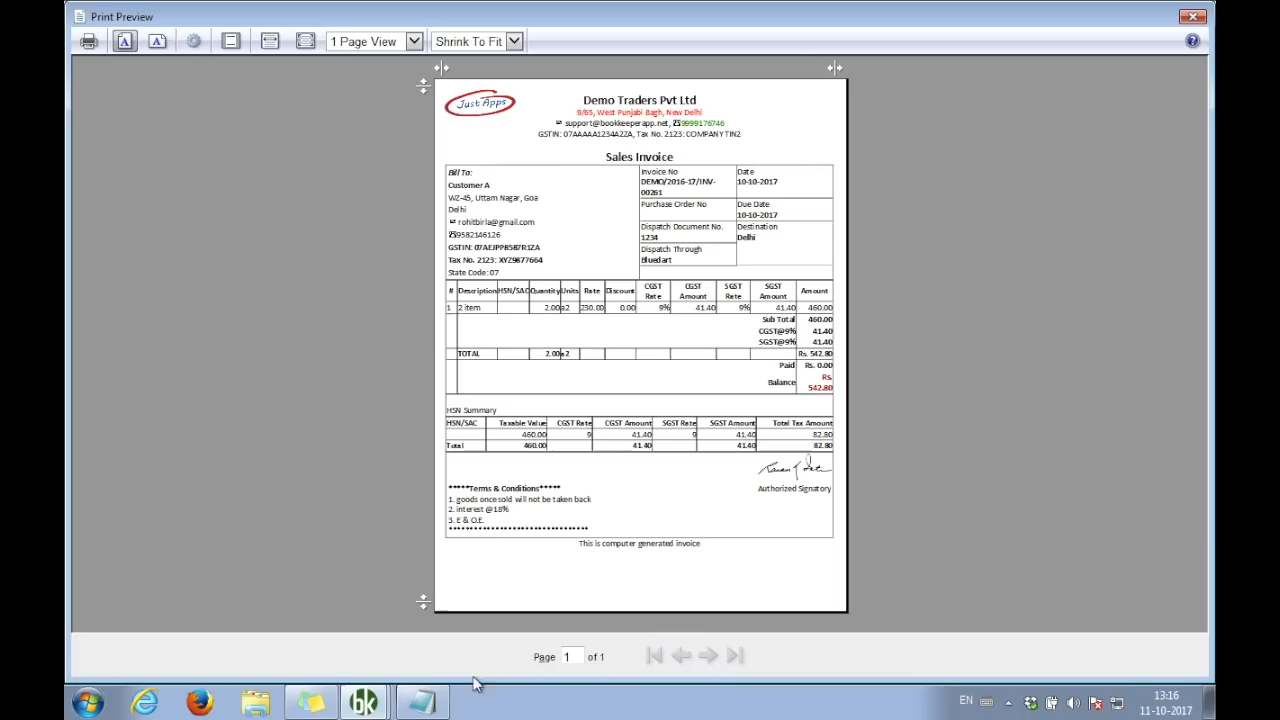 Print Preview
1 Page View
Shrink To Fit
Just Apps
Demo Traders Pvt Ltd
9/65, West Punjabi Bagh, New Delhi
support@bookkeeperapp.net, ☎9999176746
GSTIN: 07AAAAA1234A2ZA, Tax No. 2123: COMPANYTIN2
Sales Invoice
Bill To:
Customer A
WZ-45, Uttam Nagar, Goa
Delhi
rohitbirla@gmail.com
☎9582146126
GSTIN: 07AEJPP8587R1ZA
Tax No. 2123: XYZ9877664
State Code: 07
Invoice No
DEMO/2016-17/INV-
00261
Date
10-10-2017
Purchase Order No
Due Date
10-10-2017
Dispatch Document No.
1234
Destination
Delhi
Dispatch Through
Bluedart
# Description HSN/SAC Quantity Units Rate Discount CGST Rate CGST Amount SGST Rate SGST Amount Amount
1 2 item 2.00 a2 230.00 0.00 9% 41.40 9% 41.40 460.00
Sub Total 460.00
CGST@9% 41.40
SGST@9% 41.40
TOTAL 2.00 a2 Rs. 542.80
Paid Rs. 0.00
Balance Rs. 542.80
HSN Summary
HSN/SAC Taxable Value CGST Rate CGST Amount SGST Rate SGST Amount Total Tax Amount
460.00 9 41.40 9 41.40 82.80
Total 460.00 41.40 41.40 82.80
Authorized Signatory
*****Terms & Conditions*****
1. goods once sold will not be taken back
2. interest @18%
3. E & O.E.
********************************
This is computer generated invoice
Page 1 of 1
bk
EN
13:16
11-10-2017